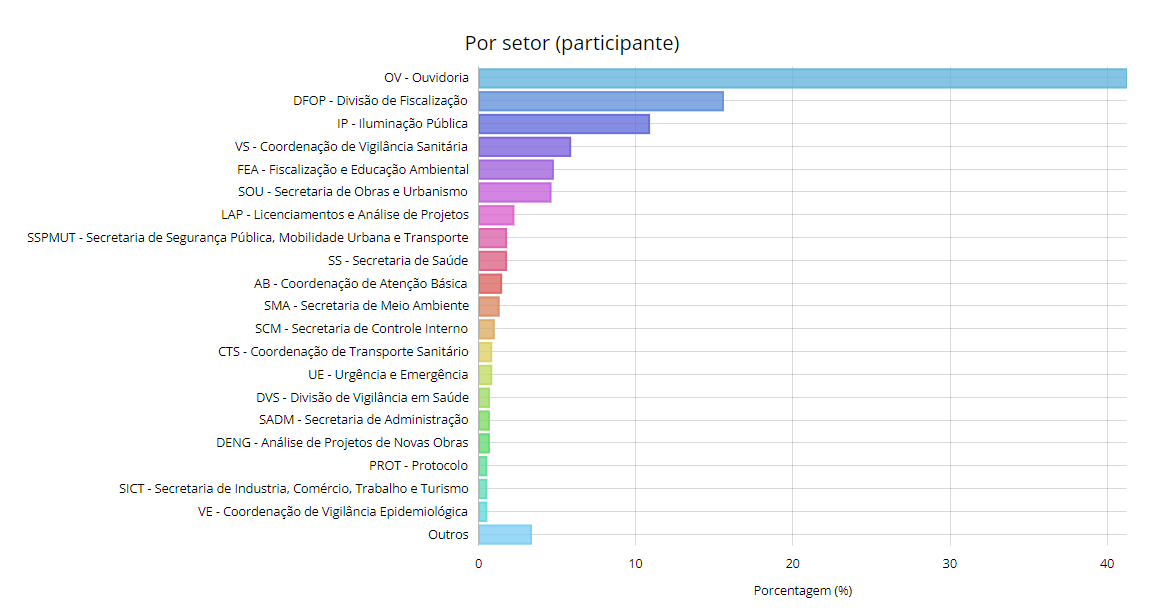 Por setor (participante)
OV - Ouvidoria
DFOP - Divisão de Fiscalização
IP - Iluminação Pública
VS - Coordenação de Vigilância Sanitária
FEA - Fiscalização e Educação Ambiental
SOU - Secretaria de Obras e Urbanismo
LAP - Licenciamentos e Análise de Projetos
SSPMUT - Secretaria de Segurança Pública, Mobilidade Urbana e Transporte
SS - Secretaria de Saúde
AB - Coordenação de Atenção Básica
SMA - Secretaria de Meio Ambiente
SCM - Secretaria de Controle Interno
CTS - Coordenação de Transporte Sanitário
UE - Urgência e Emergência
DVS - Divisão de Vigilância em Saúde
SADM - Secretaria de Administração
DENG - Análise de Projetos de Novas Obras
PROT - Protocolo
SICT - Secretaria de Industria, Comércio, Trabalho e Turismo
VE - Coordenação de Vigilância Epidemiológica
Outros
0 10 20 30 40
Porcentagem (%)